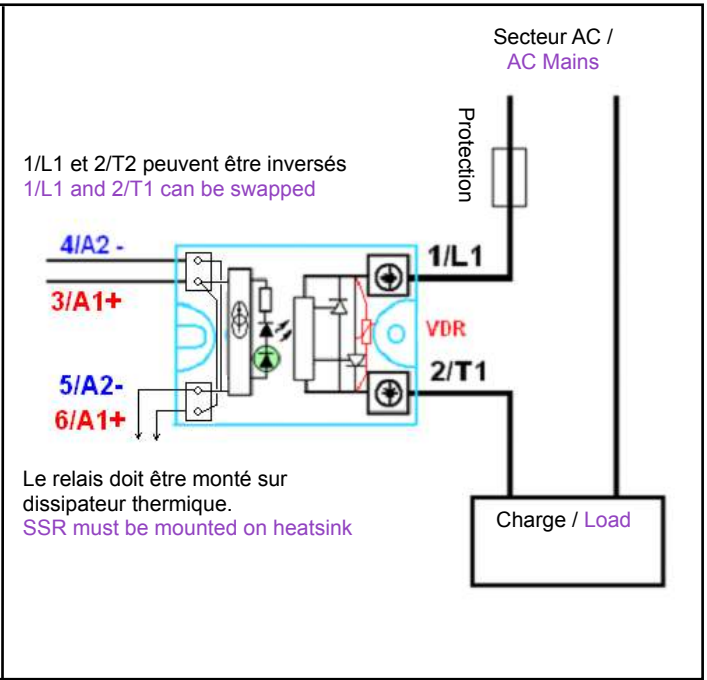 Secteur AC /
AC Mains
Protection
1/L1 et 2/T2 peuvent être inversés
1/L1 and 2/T1 can be swapped
4/A2 -
3/A1+
1/L1
VDR
2/T1
5/A2-
6/A1+
Le relais doit être monté sur
dissipateur thermique.
SSR must be mounted on heatsink
Charge / Load